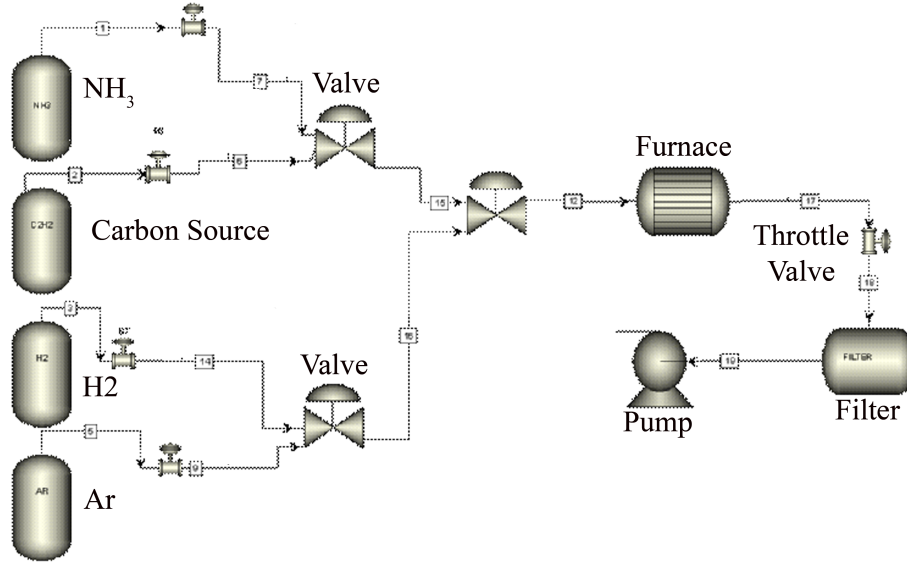 1
7
NH3
NH₃
Valve
2
6
C2H2
Carbon Source
Furnace
15
12
17
Throttle
Valve
18
3
H2
H2
14
Valve
16
19
FILTER
Filter
Pump
5
9
AR
Ar